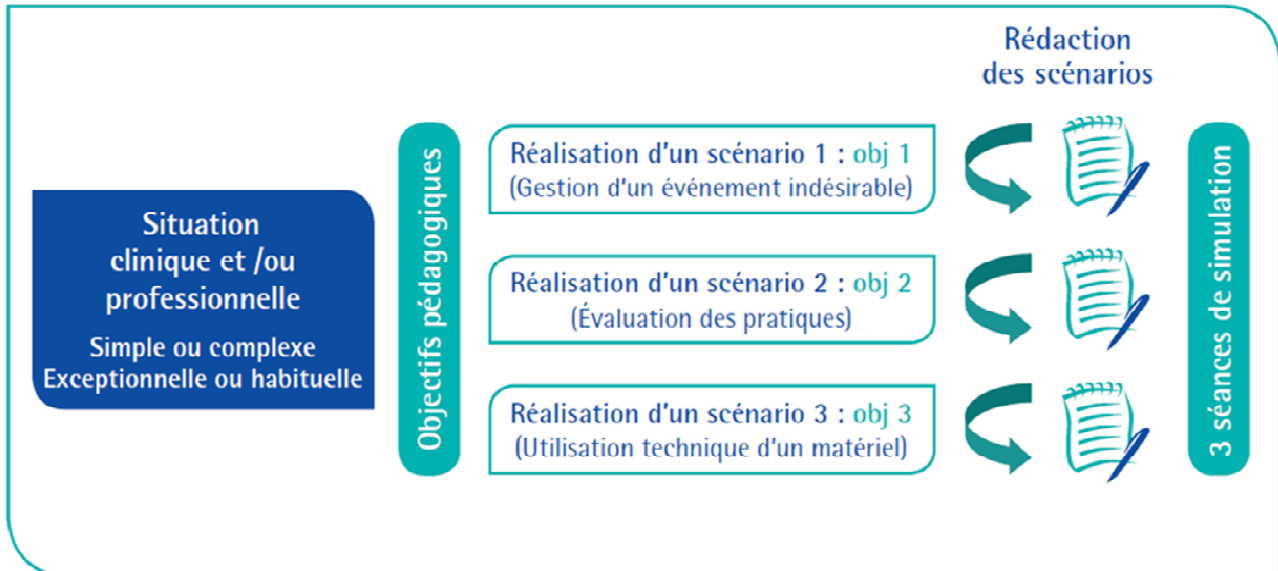 Rédaction
des scénarios
Situation
clinique et /ou
professionnelle
Simple ou complexe
Exceptionnelle ou habituelle
Objectifs pédagogiques
Réalisation d'un scénario 1 : obj 1
(Gestion d'un événement indésirable)
Réalisation d'un scénario 2 : obj 2
(Évaluation des pratiques)
Réalisation d'un scénario 3 : obj 3
(Utilisation technique d'un matériel)
3 séances de simulation